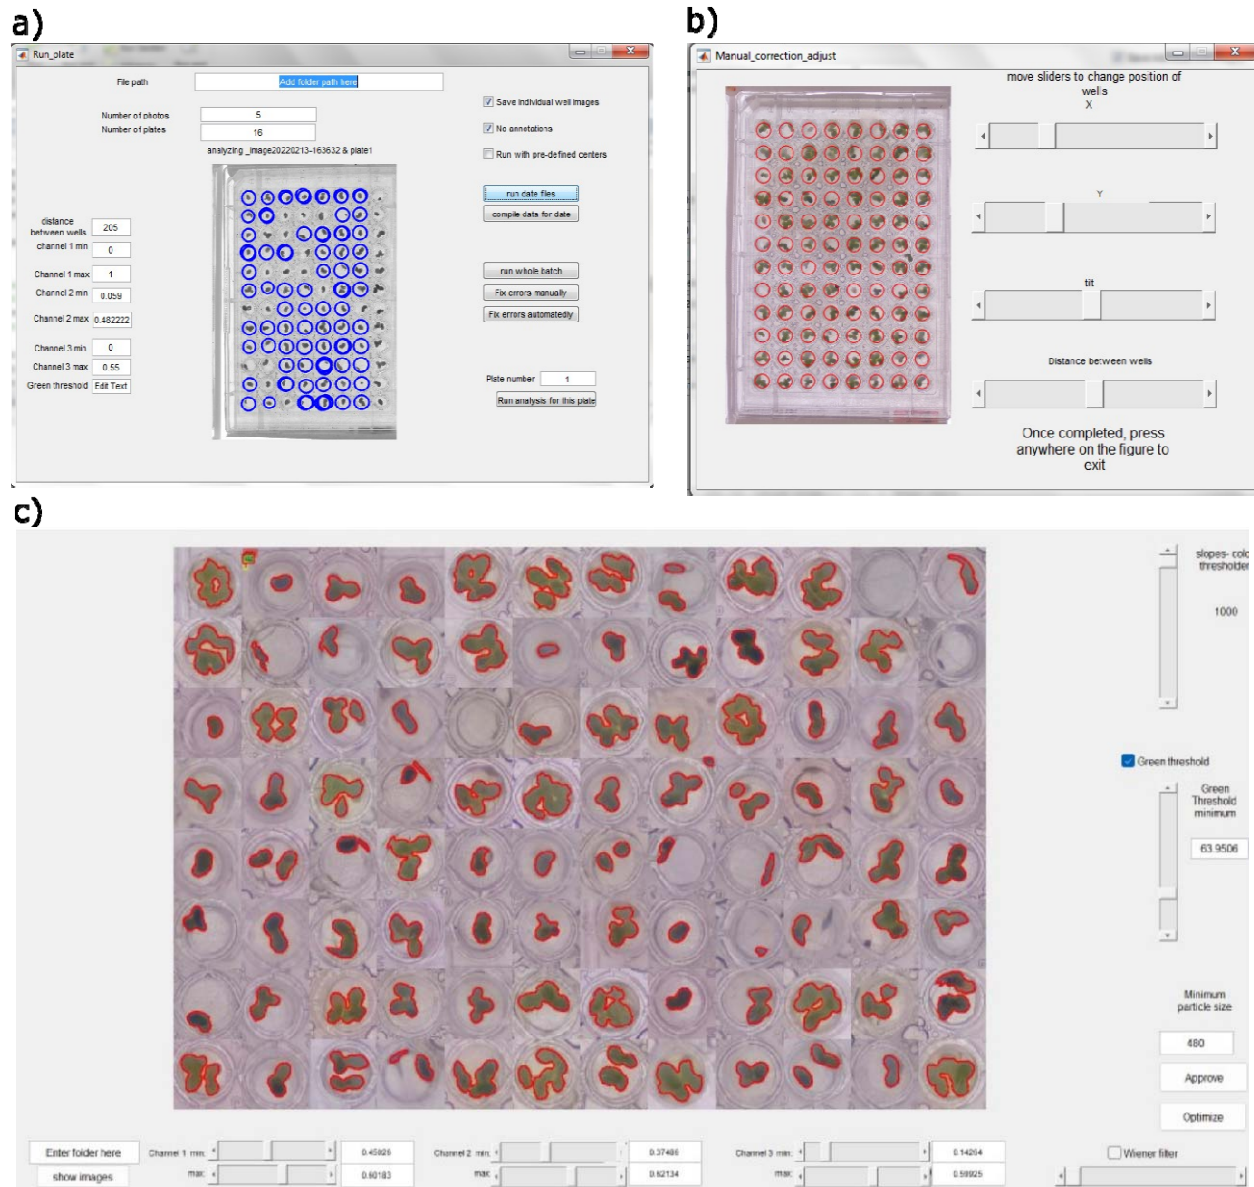 a)
Run_plate
File path
Add folder path here
Number of photos
5
Number of plates
16
analyzing _image20220213-163632 & plate1
Save individual well images
No annotations
Run with pre-defined centers
run date files
compile data for date
run whole batch
Fix errors manually
Fix errors automatedly
Plate number
1
Run analysis for this plate
distance
between wells
205
channel 1 min
0
Channel 1 max
1
Channel 2 min
0.059
Channel 2 max
0.482222
Channel 3 min
0
Channel 3 max
0.55
Green threshold
Edit Text
b)
Manual_correction_adjust
move sliders to change position of
wells
X
Y
tilt
Distance between wells
Once completed, press
anywhere on the figure to
exit
c)
slopes- colo
thresholder
1000
Green threshold
Green
Threshold
minimum
63.9506
Minimum
particle size
480
Approve
Optimize
Enter folder here
show images
Channel 1 min:
0.45026
max:
0.60183
Channel 2 min:
0.37486
max:
0.62134
Channel 3 min:
0.14264
max:
0.59925
Wiener filter